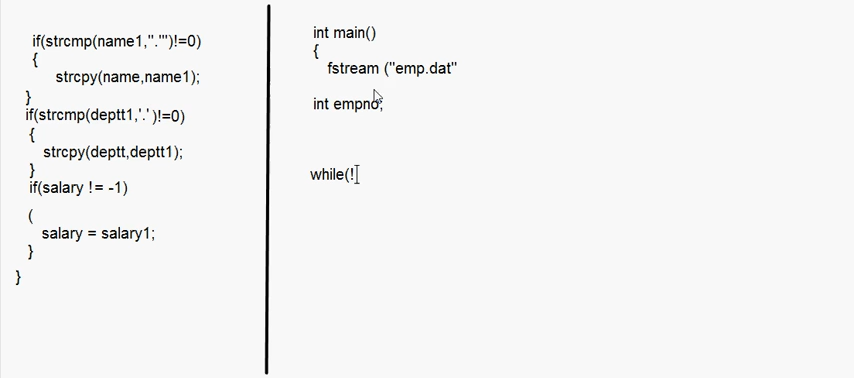 if(strcmp(name1,".'")!=0)
{
strcpy(name,name1);
}
if(strcmp(deptt1,'.')!=0)
{
strcpy(deptt,deptt1);
}
if(salary != -1)
(
salary = salary1;
}
}
int main()
{
fstream ("emp.dat"
int empno;
while(!